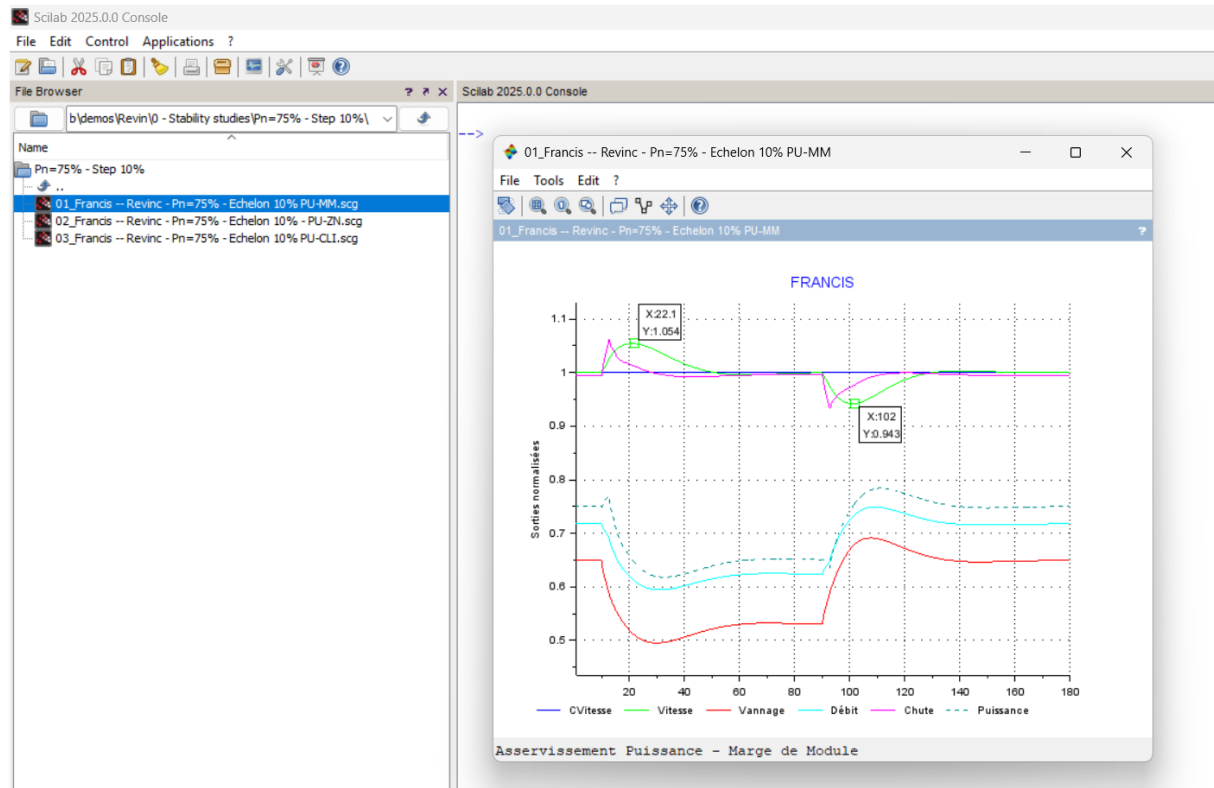 Scilab 2025.0.0 Console
File Edit Control Applications ?
File Browser ? X
Scilab 2025.0.0 Console
b\demos\Revin\0 - Stability studies\Pn=75% - Step 10%\
Name
Pn=75% - Step 10%
..
01_Francis -- Revinc - Pn=75% - Echelon 10% PU-MM.scg
02_Francis -- Revinc - Pn=75% - Echelon 10% - PU-ZN.scg
03_Francis -- Revinc - Pn=75% - Echelon 10% PU-CLI.scg
-->
01_Francis -- Revinc - Pn=75% - Echelon 10% PU-MM
File Tools Edit ?
01_Francis -- Revinc - Pn=75% - Echelon 10% PU-MM ?
FRANCIS
X:22.1
Y:1.054
X:102
Y:0.943
1.1
1
0.9
0.8
0.7
0.6
0.5
Sorties normalisées
20 40 60 80 100 120 140 160 180
CVitesse Vitesse Vannage Débit Chute Puissance
Asservissement Puissance - Marge de Module